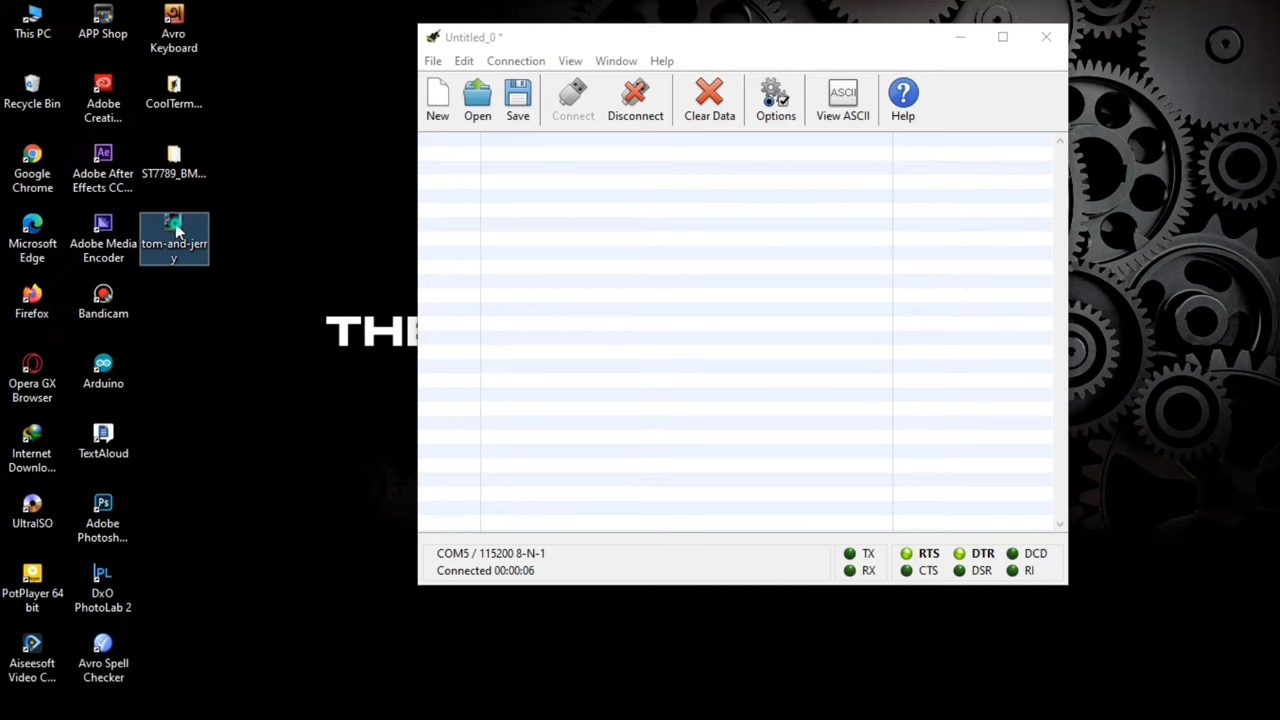 This PC
APP Shop
Avro
Keyboard
Recycle Bin
Adobe
Creati...
CoolTerm...
Google
Chrome
Adobe After
Effects CC...
ST7789_BM...
Microsoft
Edge
Adobe Media
Encoder
tom-and-jerr
y
Firefox
Bandicam
Opera GX
Browser
Arduino
Internet
Downlo...
TextAloud
UltraISO
Adobe
Photosh...
PotPlayer 64
bit
DxO
PhotoLab 2
Aiseesoft
Video C...
Avro Spell
Checker
THE
Untitled_0 *
File Edit Connection View Window Help
New Open Save Connect Disconnect Clear Data Options View ASCII Help
ASCII
COM5 / 115200 8-N-1
Connected 00:00:06
TX RTS DTR DCD
RX CTS DSR RI